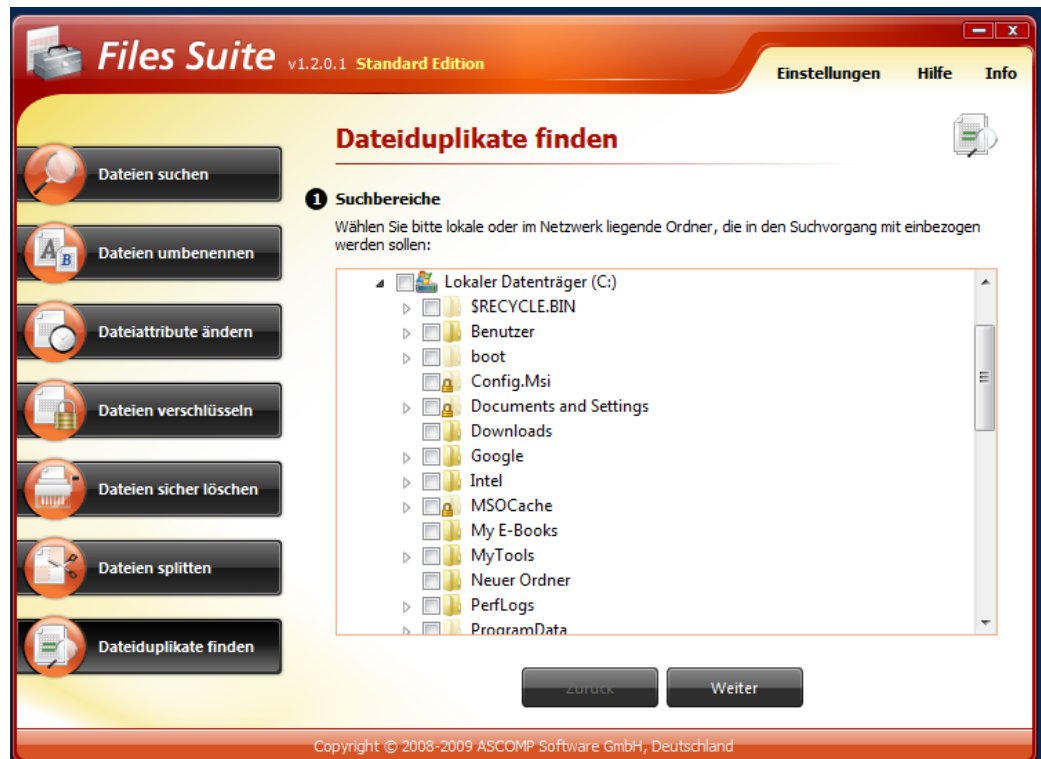 Files Suite v1.2.0.1 Standard Edition
Einstellungen Hilfe Info
Dateien suchen
Dateien umbenennen
Dateiattribute ändern
Dateien verschlüsseln
Dateien sicher löschen
Dateien splitten
Dateiduplikate finden
Dateiduplikate finden
1 Suchbereiche
Wählen Sie bitte lokale oder im Netzwerk liegende Ordner, die in den Suchvorgang mit einbezogen
werden sollen:
Lokaler Datenträger (C:)
$RECYCLE.BIN
Benutzer
boot
Config.Msi
Documents and Settings
Downloads
Google
Intel
MSOCache
My E-Books
MyTools
Neuer Ordner
PerfLogs
ProgramData
Zurück Weiter
Copyright © 2008-2009 ASCOMP Software GmbH, Deutschland